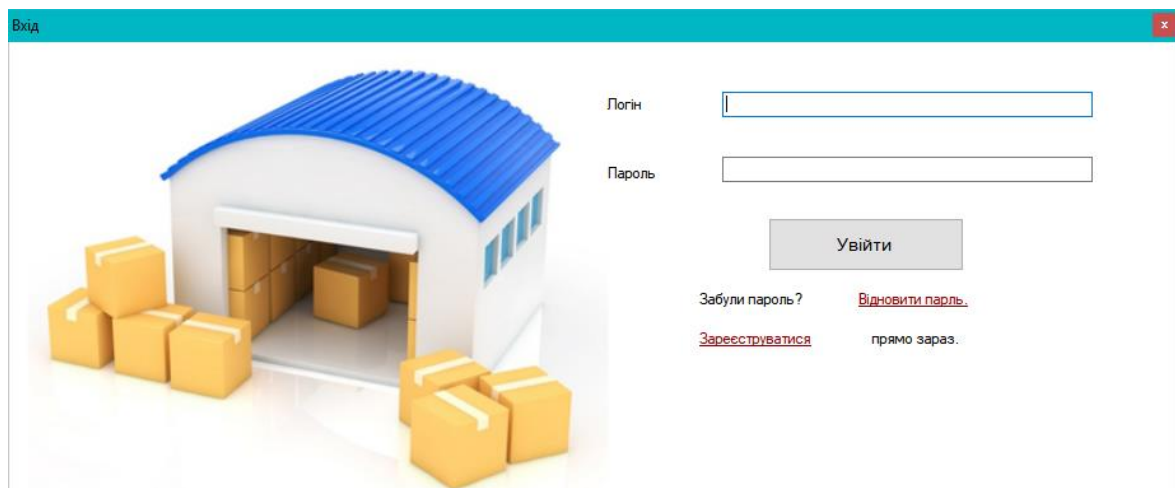 Вхід
x
Логін
Пароль
Увійти
Забули пароль? Відновити парль.
Зареєструватися прямо зараз.